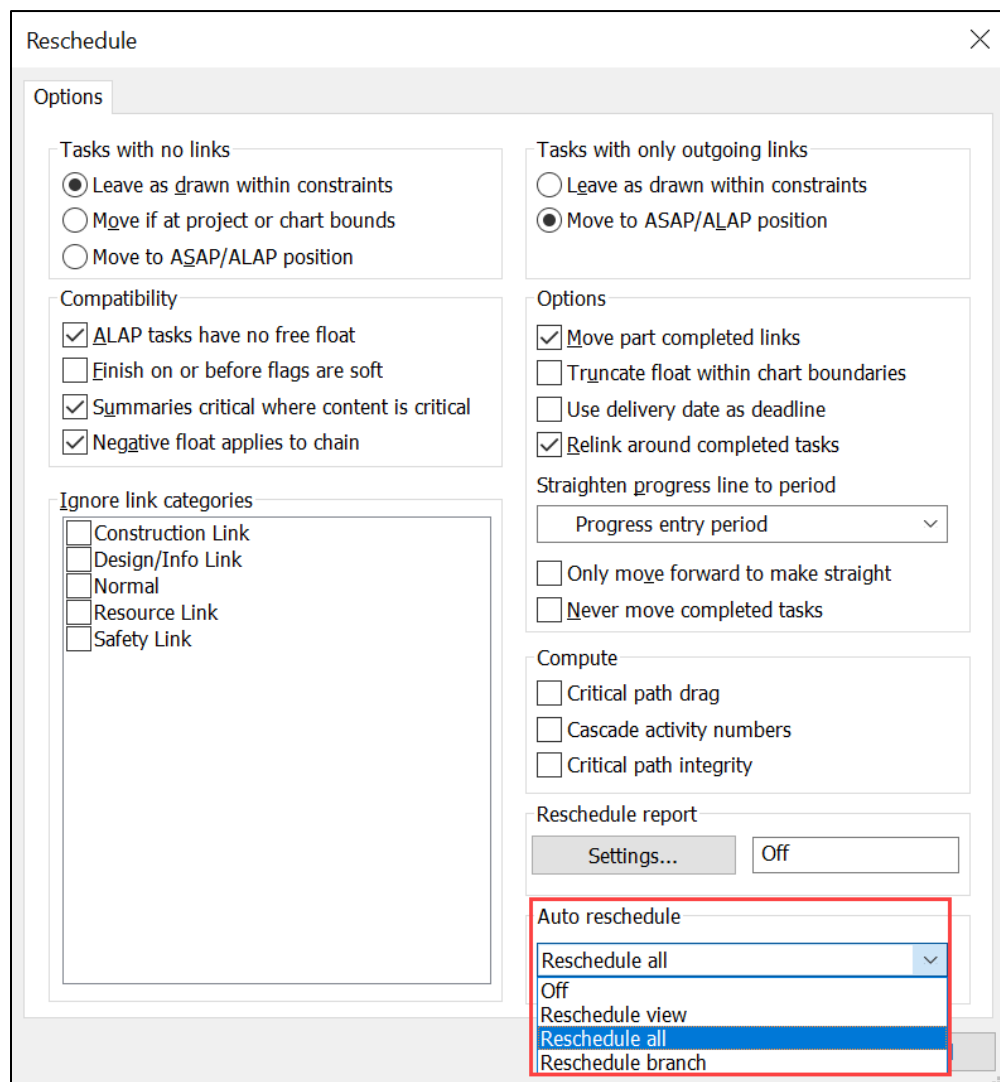 Reschedule
Options
Tasks with no links
Leave as drawn within constraints
Move if at project or chart bounds
Move to ASAP/ALAP position
Tasks with only outgoing links
Leave as drawn within constraints
Move to ASAP/ALAP position
Compatibility
ALAP tasks have no free float
Finish on or before flags are soft
Summaries critical where content is critical
Negative float applies to chain
Options
Move part completed links
Truncate float within chart boundaries
Use delivery date as deadline
Relink around completed tasks
Straighten progress line to period
Progress entry period
Only move forward to make straight
Never move completed tasks
Ignore link categories
Construction Link
Design/Info Link
Normal
Resource Link
Safety Link
Compute
Critical path drag
Cascade activity numbers
Critical path integrity
Reschedule report
Settings...
Off
Auto reschedule
Reschedule all
Off
Reschedule view
Reschedule all
Reschedule branch